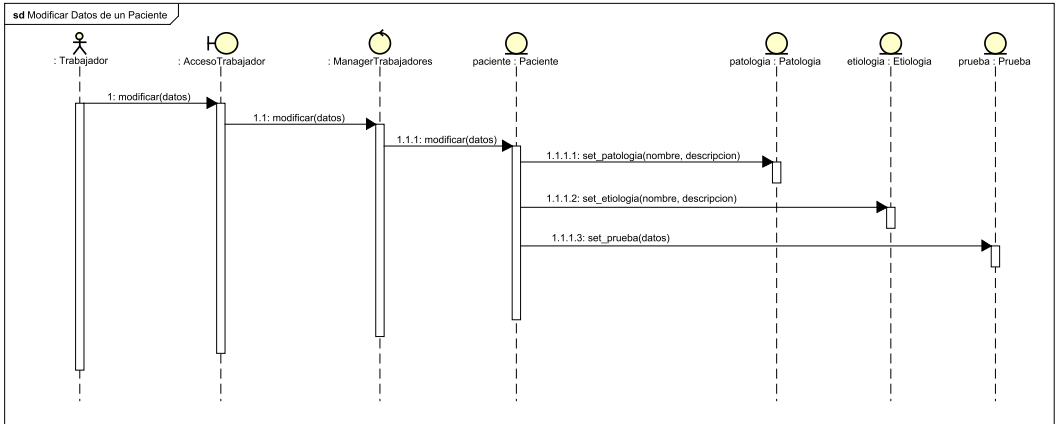 sd Modificar Datos de un Paciente
: Trabajador
: AccesoTrabajador
: ManagerTrabajadores
paciente : Paciente
patologia : Patologia
etiologia : Etiologia
prueba : Prueba
1: modificar(datos)
1.1: modificar(datos)
1.1.1: modificar(datos)
1.1.1.1: set_patologia(nombre, descripcion)
1.1.1.2: set_etiologia(nombre, descripcion)
1.1.1.3: set_prueba(datos)